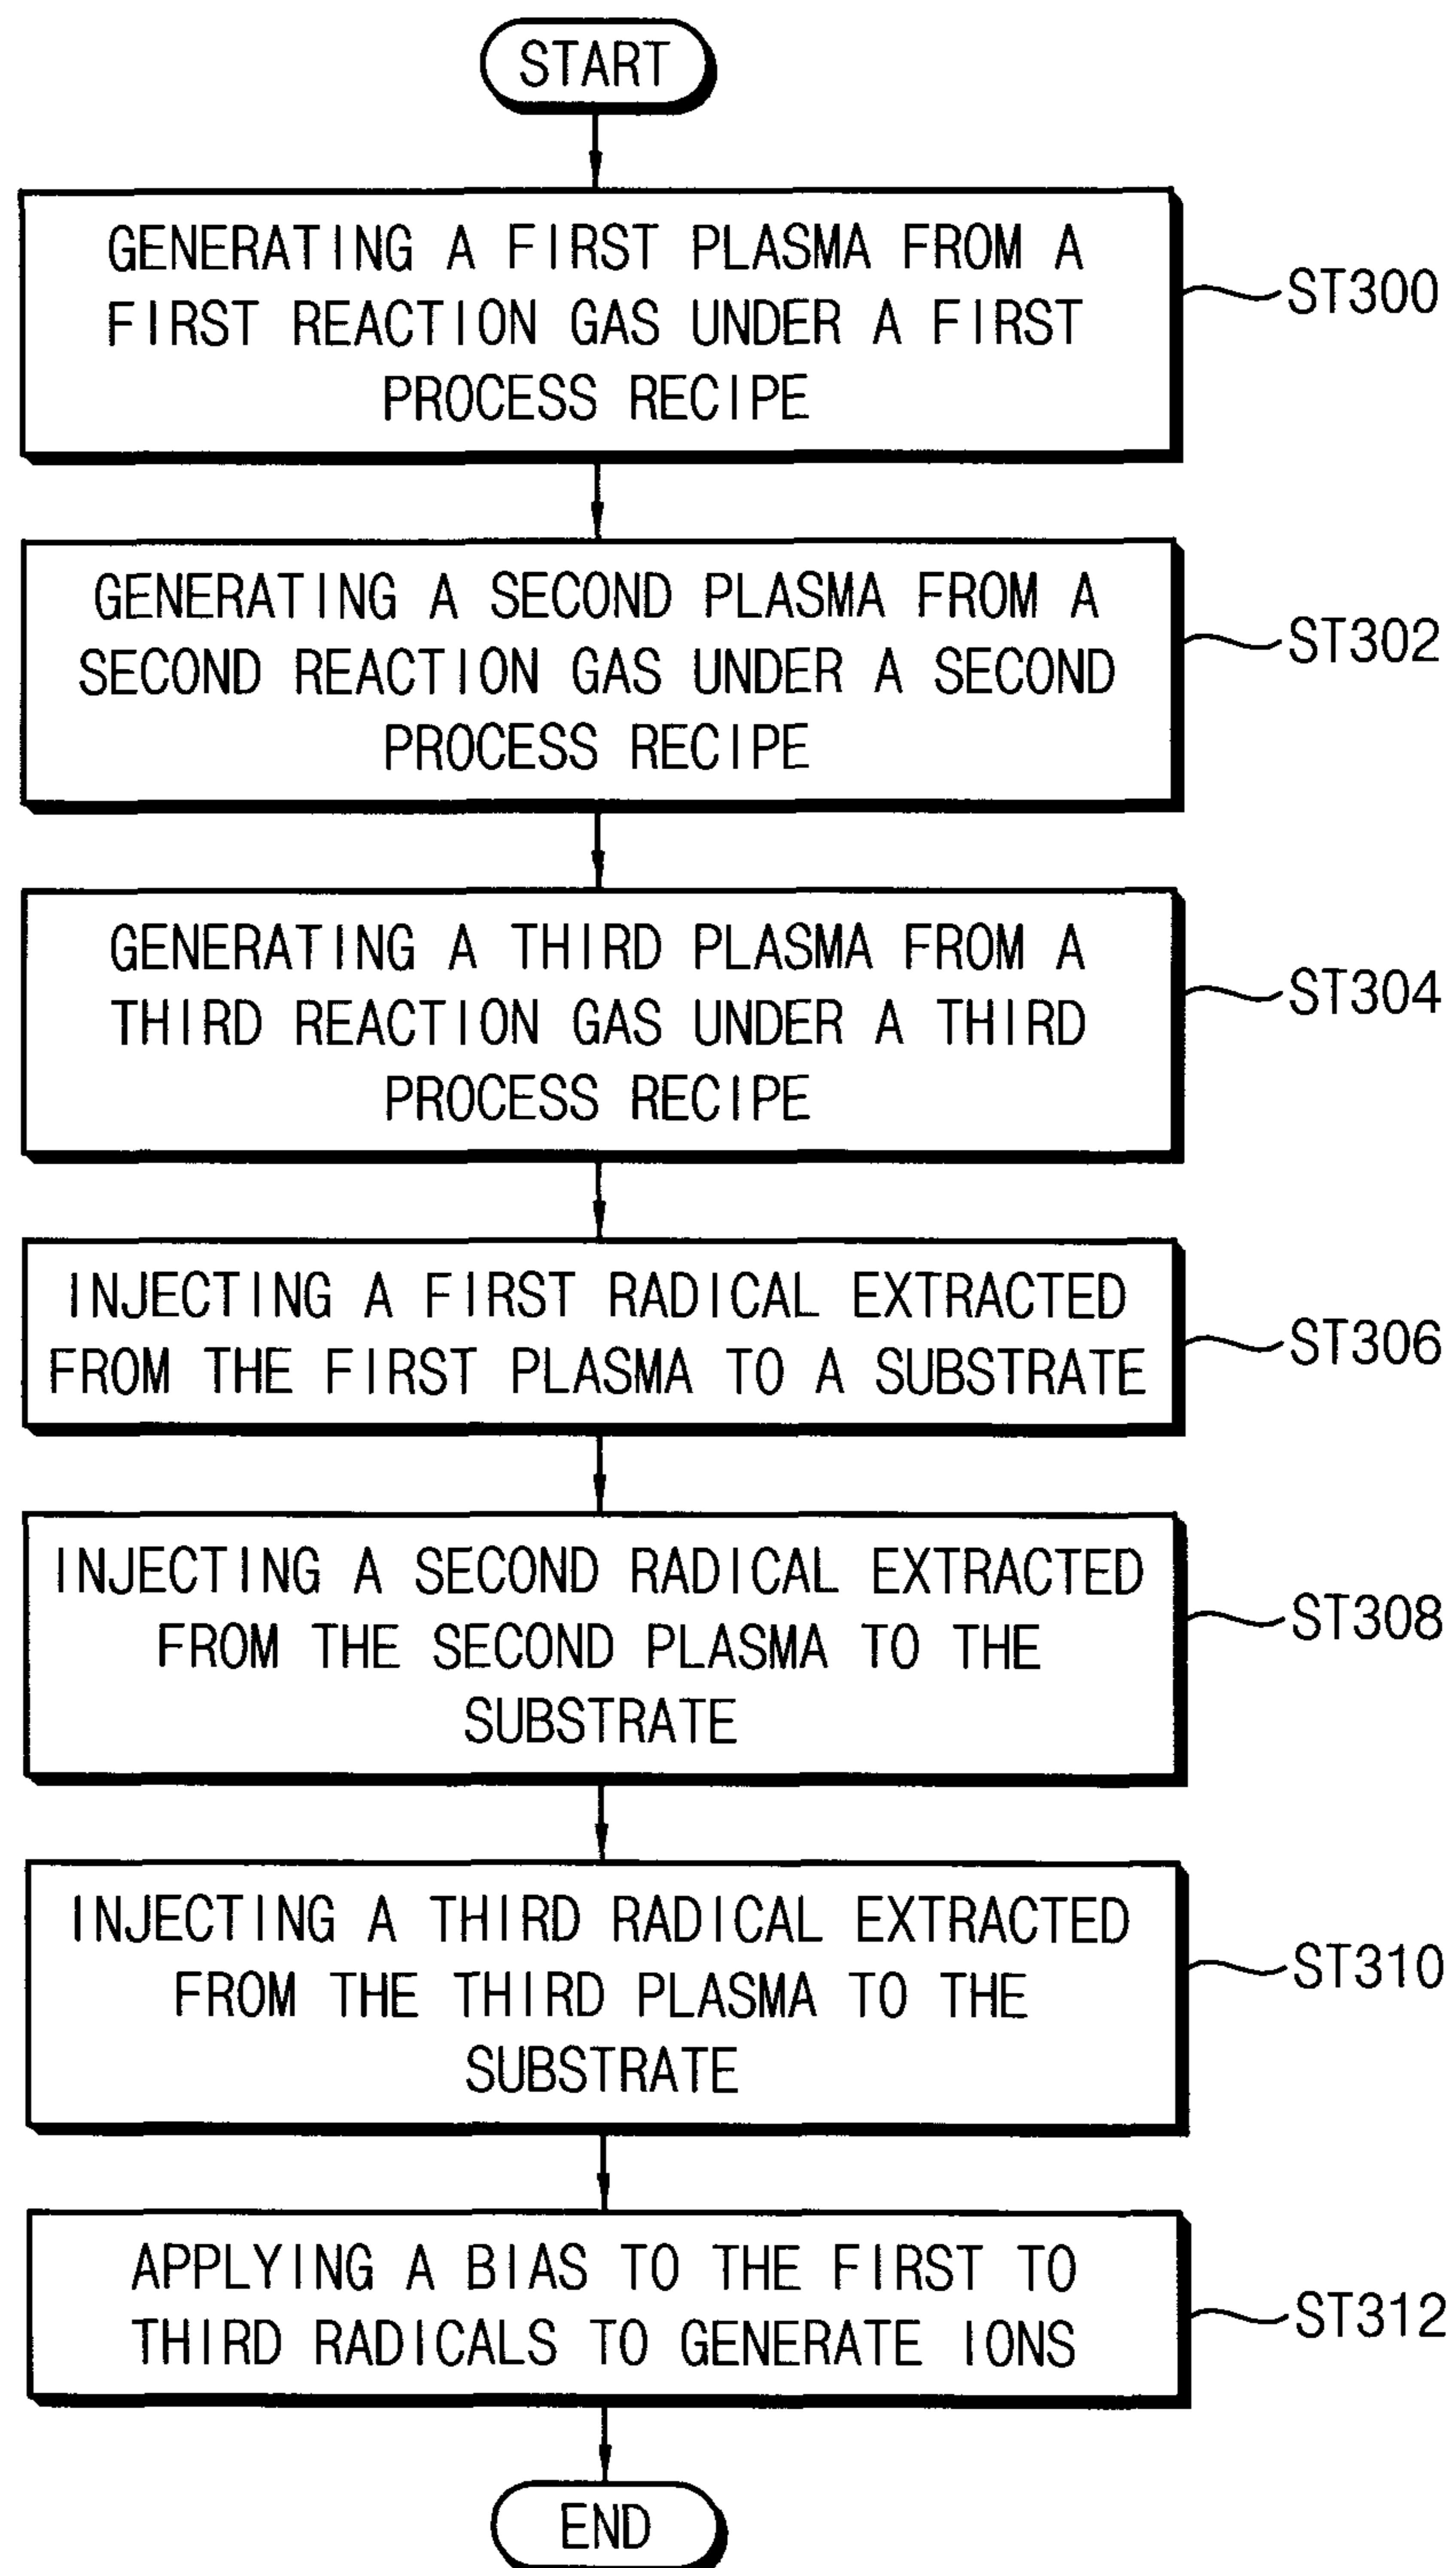 START
GENERATING A FIRST PLASMA FROM A
FIRST REACTION GAS UNDER A FIRST
PROCESS RECIPE
ST300
GENERATING A SECOND PLASMA FROM A
SECOND REACTION GAS UNDER A SECOND
PROCESS RECIPE
ST302
GENERATING A THIRD PLASMA FROM A
THIRD REACTION GAS UNDER A THIRD
PROCESS RECIPE
ST304
INJECTING A FIRST RADICAL EXTRACTED
FROM THE FIRST PLASMA TO A SUBSTRATE
ST306
INJECTING A SECOND RADICAL EXTRACTED
FROM THE SECOND PLASMA TO THE
SUBSTRATE
ST308
INJECTING A THIRD RADICAL EXTRACTED
FROM THE THIRD PLASMA TO THE
SUBSTRATE
ST310
APPLYING A BIAS TO THE FIRST TO
THIRD RADICALS TO GENERATE IONS
ST312
END